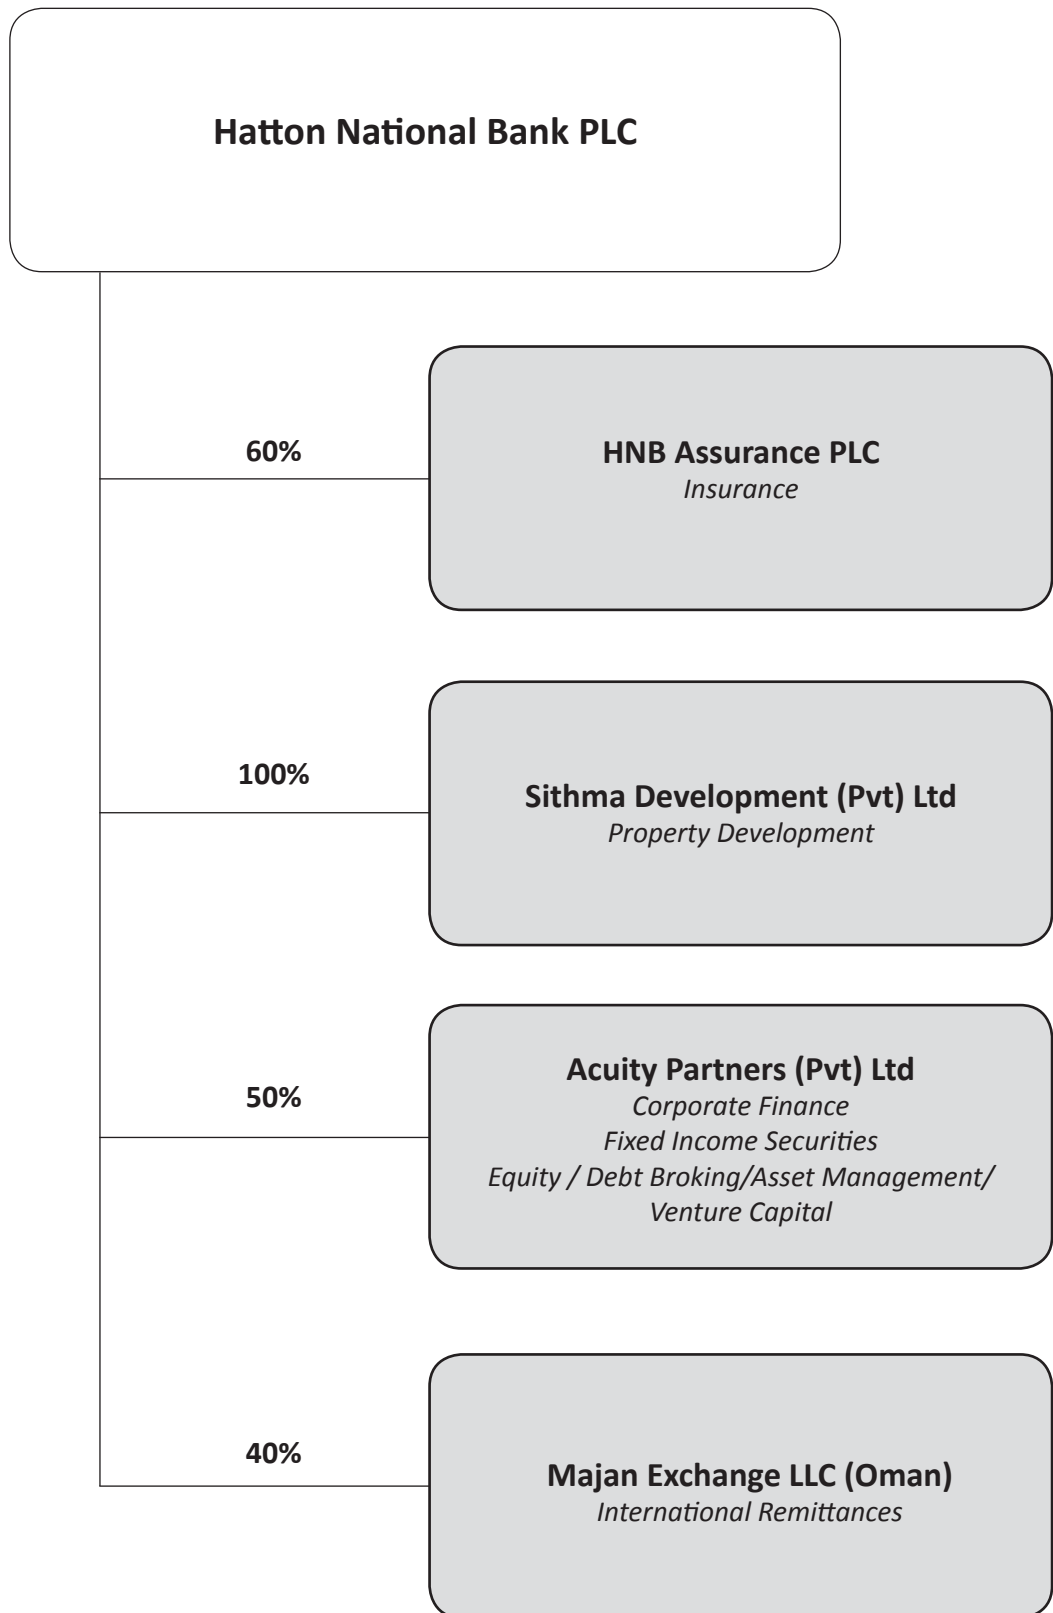 Hatton National Bank PLC
60%
HNB Assurance PLC
Insurance
100%
Sithma Development (Pvt) Ltd
Property Development
50%
Acuity Partners (Pvt) Ltd
Corporate Finance
Fixed Income Securities
Equity / Debt Broking/Asset Management/
Venture Capital
40%
Majan Exchange LLC (Oman)
International Remittances